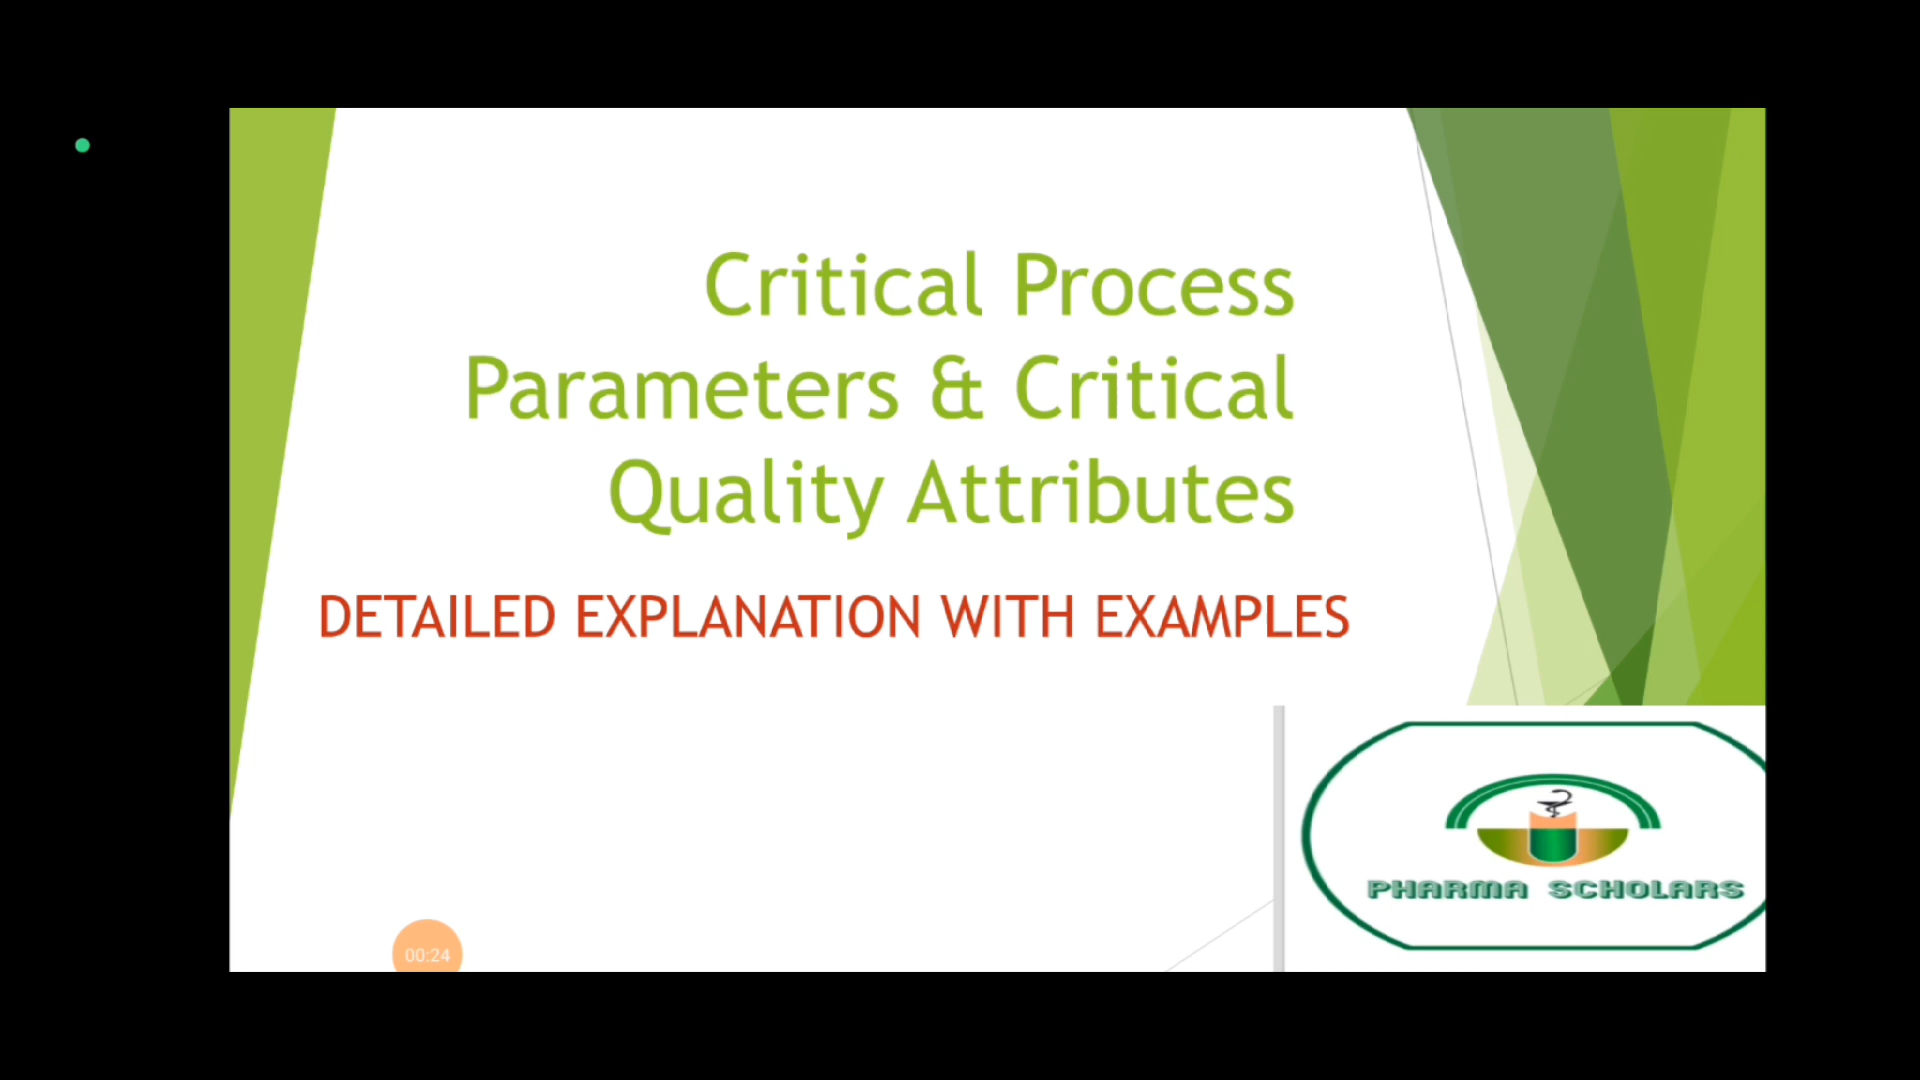 Critical Process
Parameters & Critical
Quality Attributes
DETAILED EXPLANATION WITH EXAMPLES
PHARMA SCHOLARS
00:24